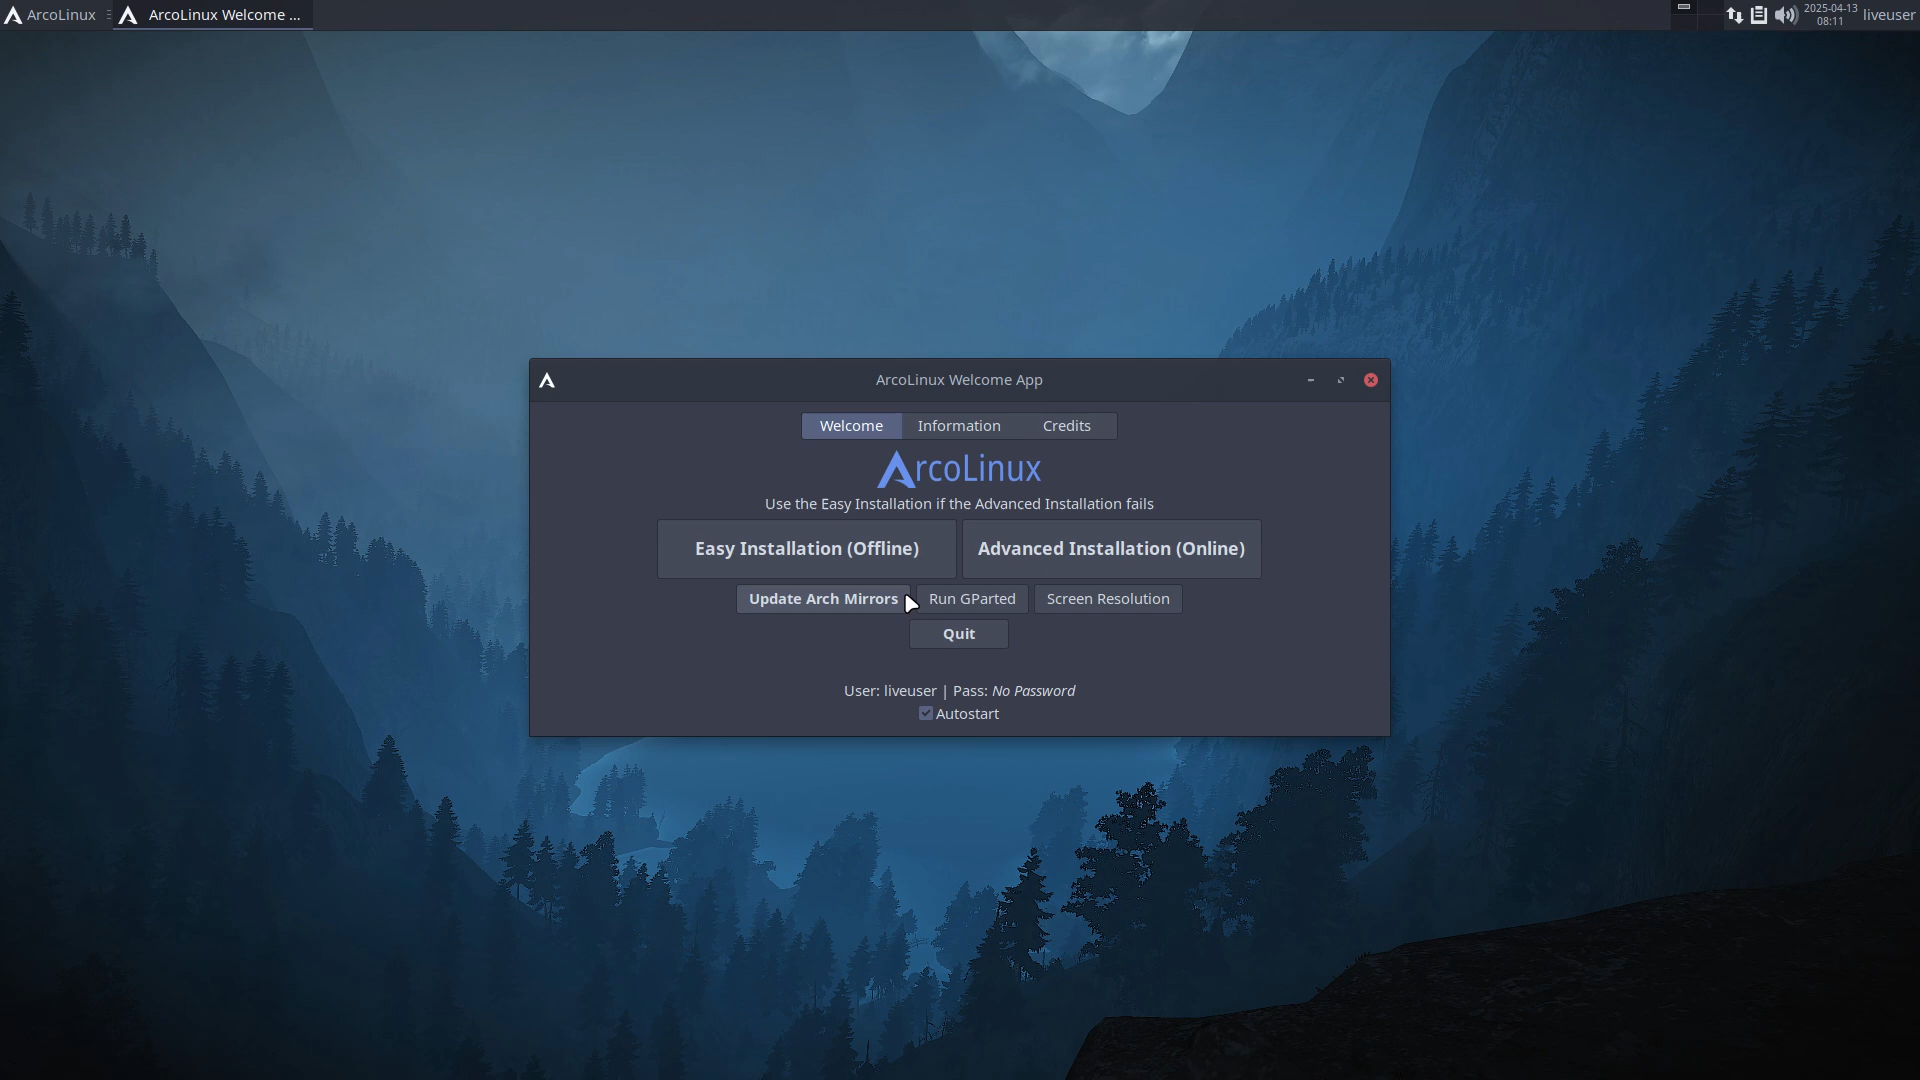 ArcoLinux
ArcoLinux Welcome ...
2025-04-13
08:11
liveuser
ArcoLinux Welcome App
Welcome
Information
Credits
ArcoLinux
Use the Easy Installation if the Advanced Installation fails
Easy Installation (Offline)
Advanced Installation (Online)
Update Arch Mirrors
Run GParted
Screen Resolution
Quit
User: liveuser | Pass: No Password
Autostart